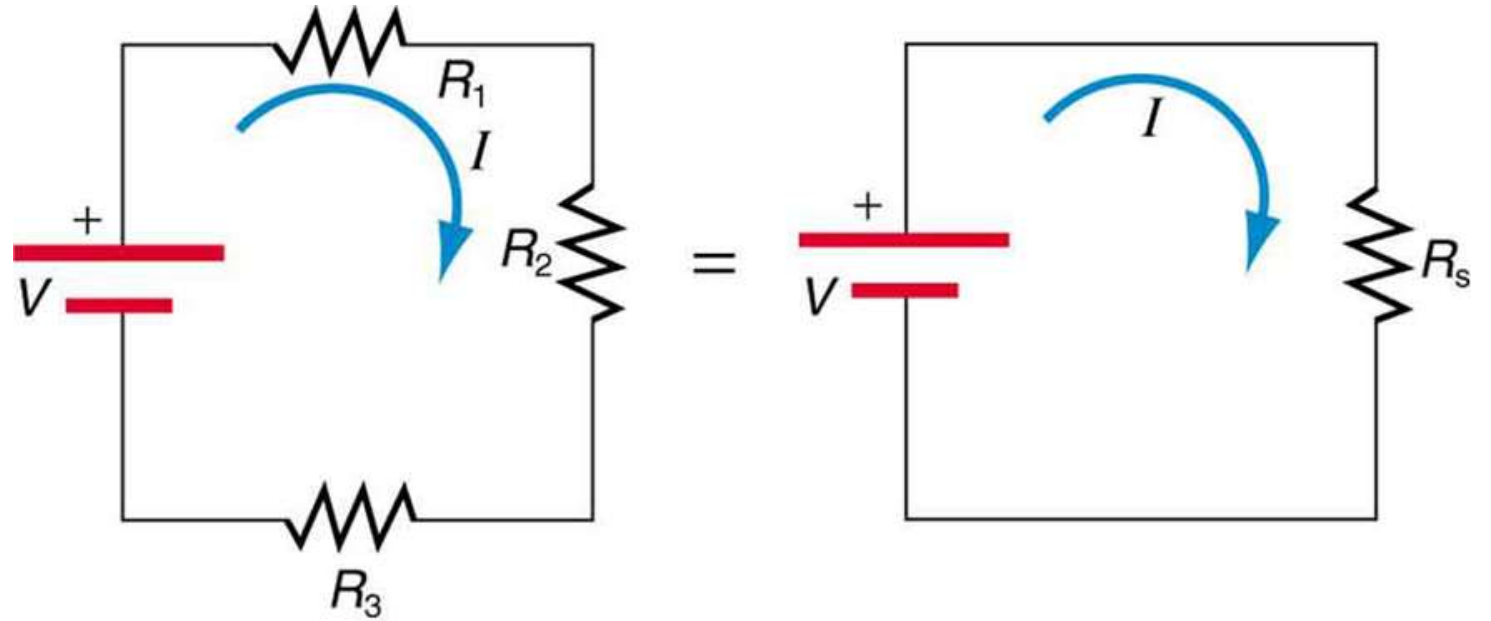 R₁
I
+
R₂
V
R₃
=
I
+
V
Rₛ